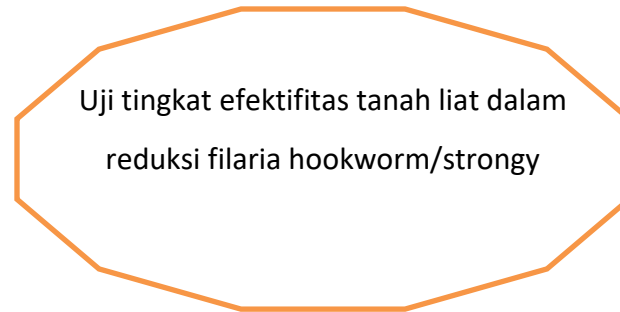 Uji tingkat efektifitas tanah liat dalam
reduksi filaria hookworm/strongy